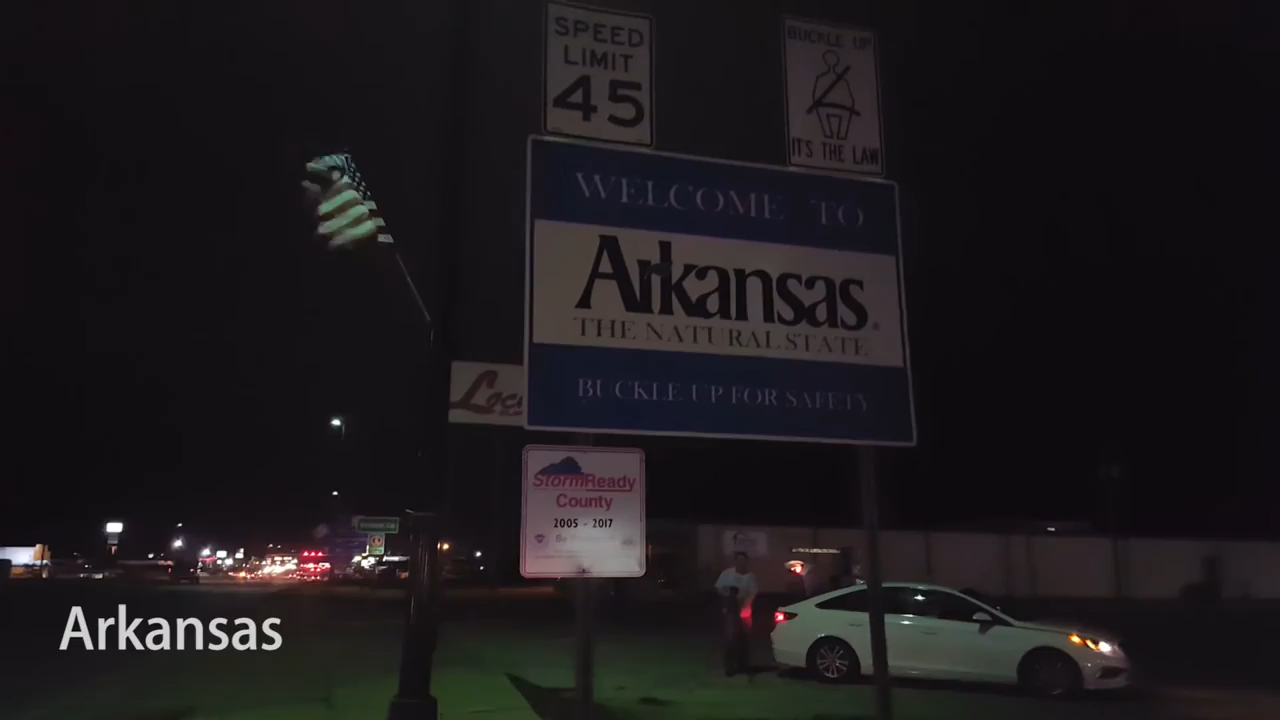 SPEED
LIMIT
45
BUCKLE UP
IT'S THE LAW
WELCOME TO
Arkansas®
THE NATURAL STATE
BUCKLE UP FOR SAFETY
StormReady
County
2005 - 2017
Arkansas